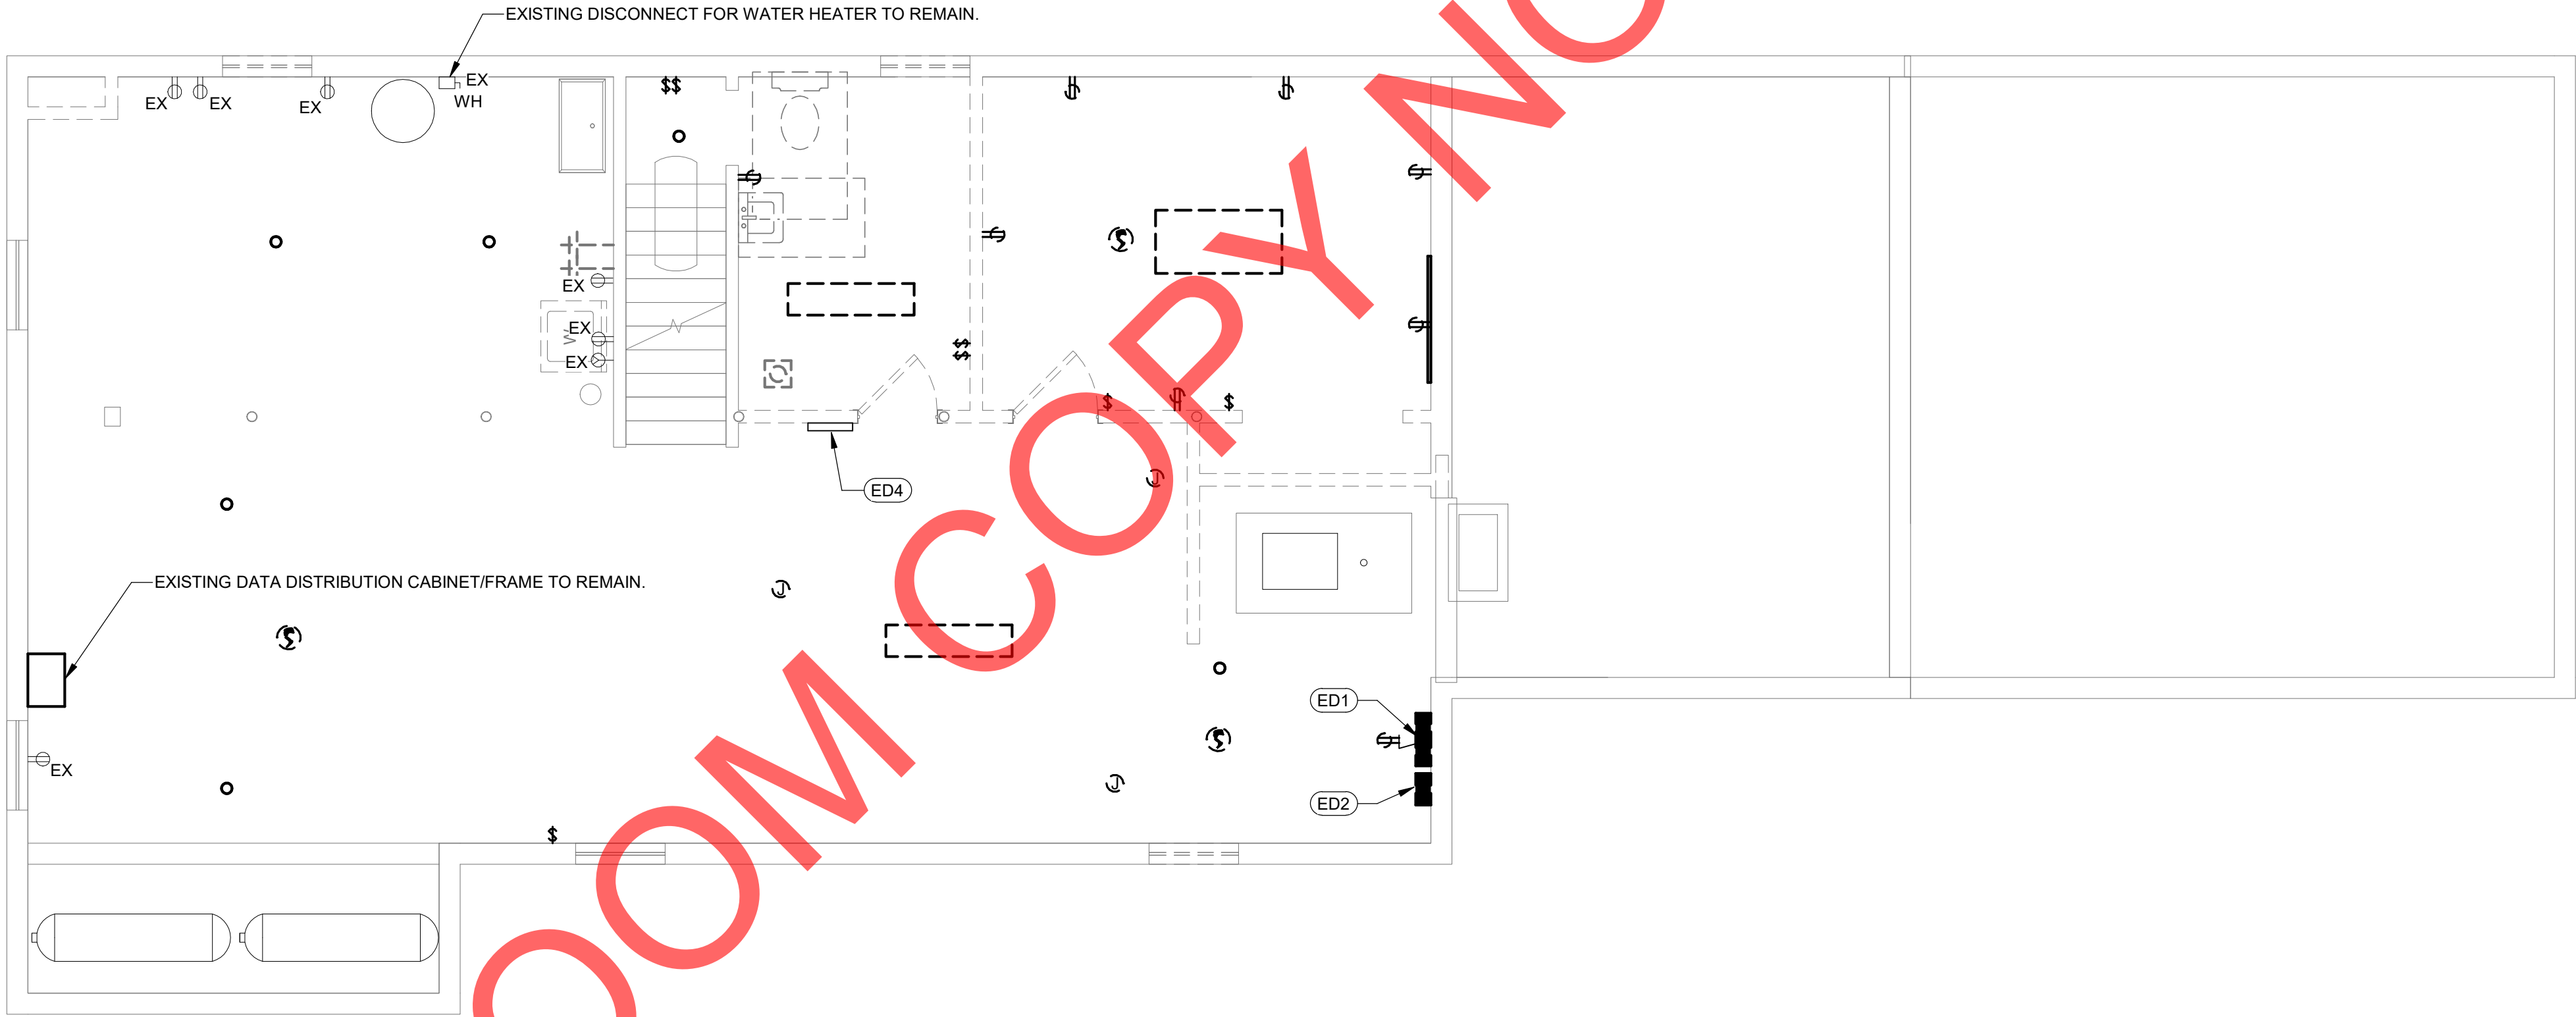 EXISTING DISCONNECT FOR WATER HEATER TO REMAIN.
EX
EX
EX
EX
WH
$$
EX
EX
W
EX
$
$
$
$
J
ED4
EXISTING DATA DISTRIBUTION CABINET/FRAME TO REMAIN.
J
ED1
EX
J
ED2
$
OOM COPY NO